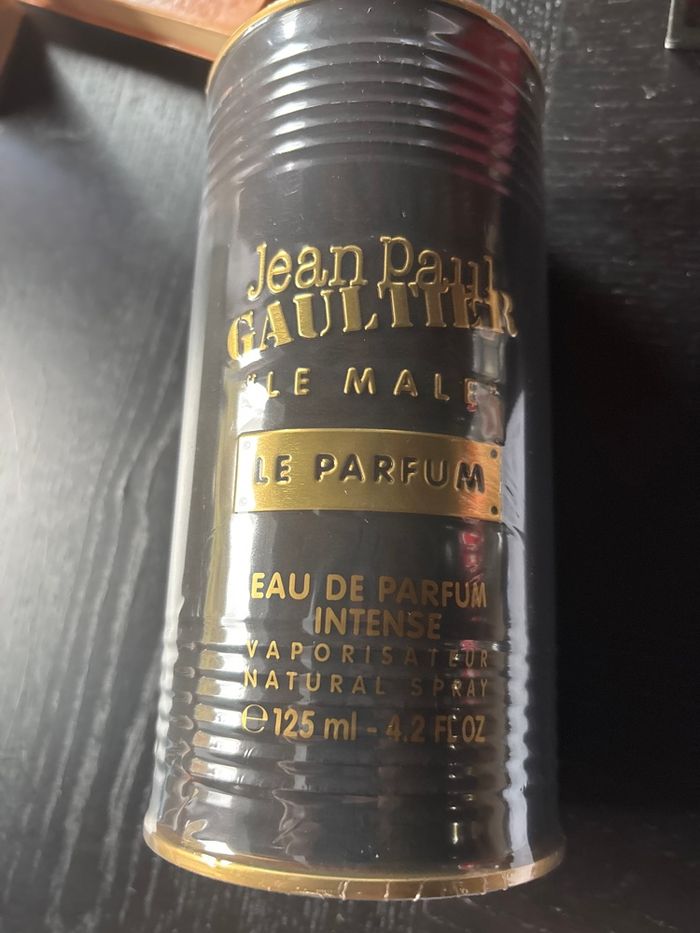 Jean Paul
GAULTIER
"LE MALE"
LE PARFUM
EAU DE PARFUM
INTENSE
VAPORISATEUR
NATURAL SPRAY
℮ 125 ml - 4.2 FL OZ